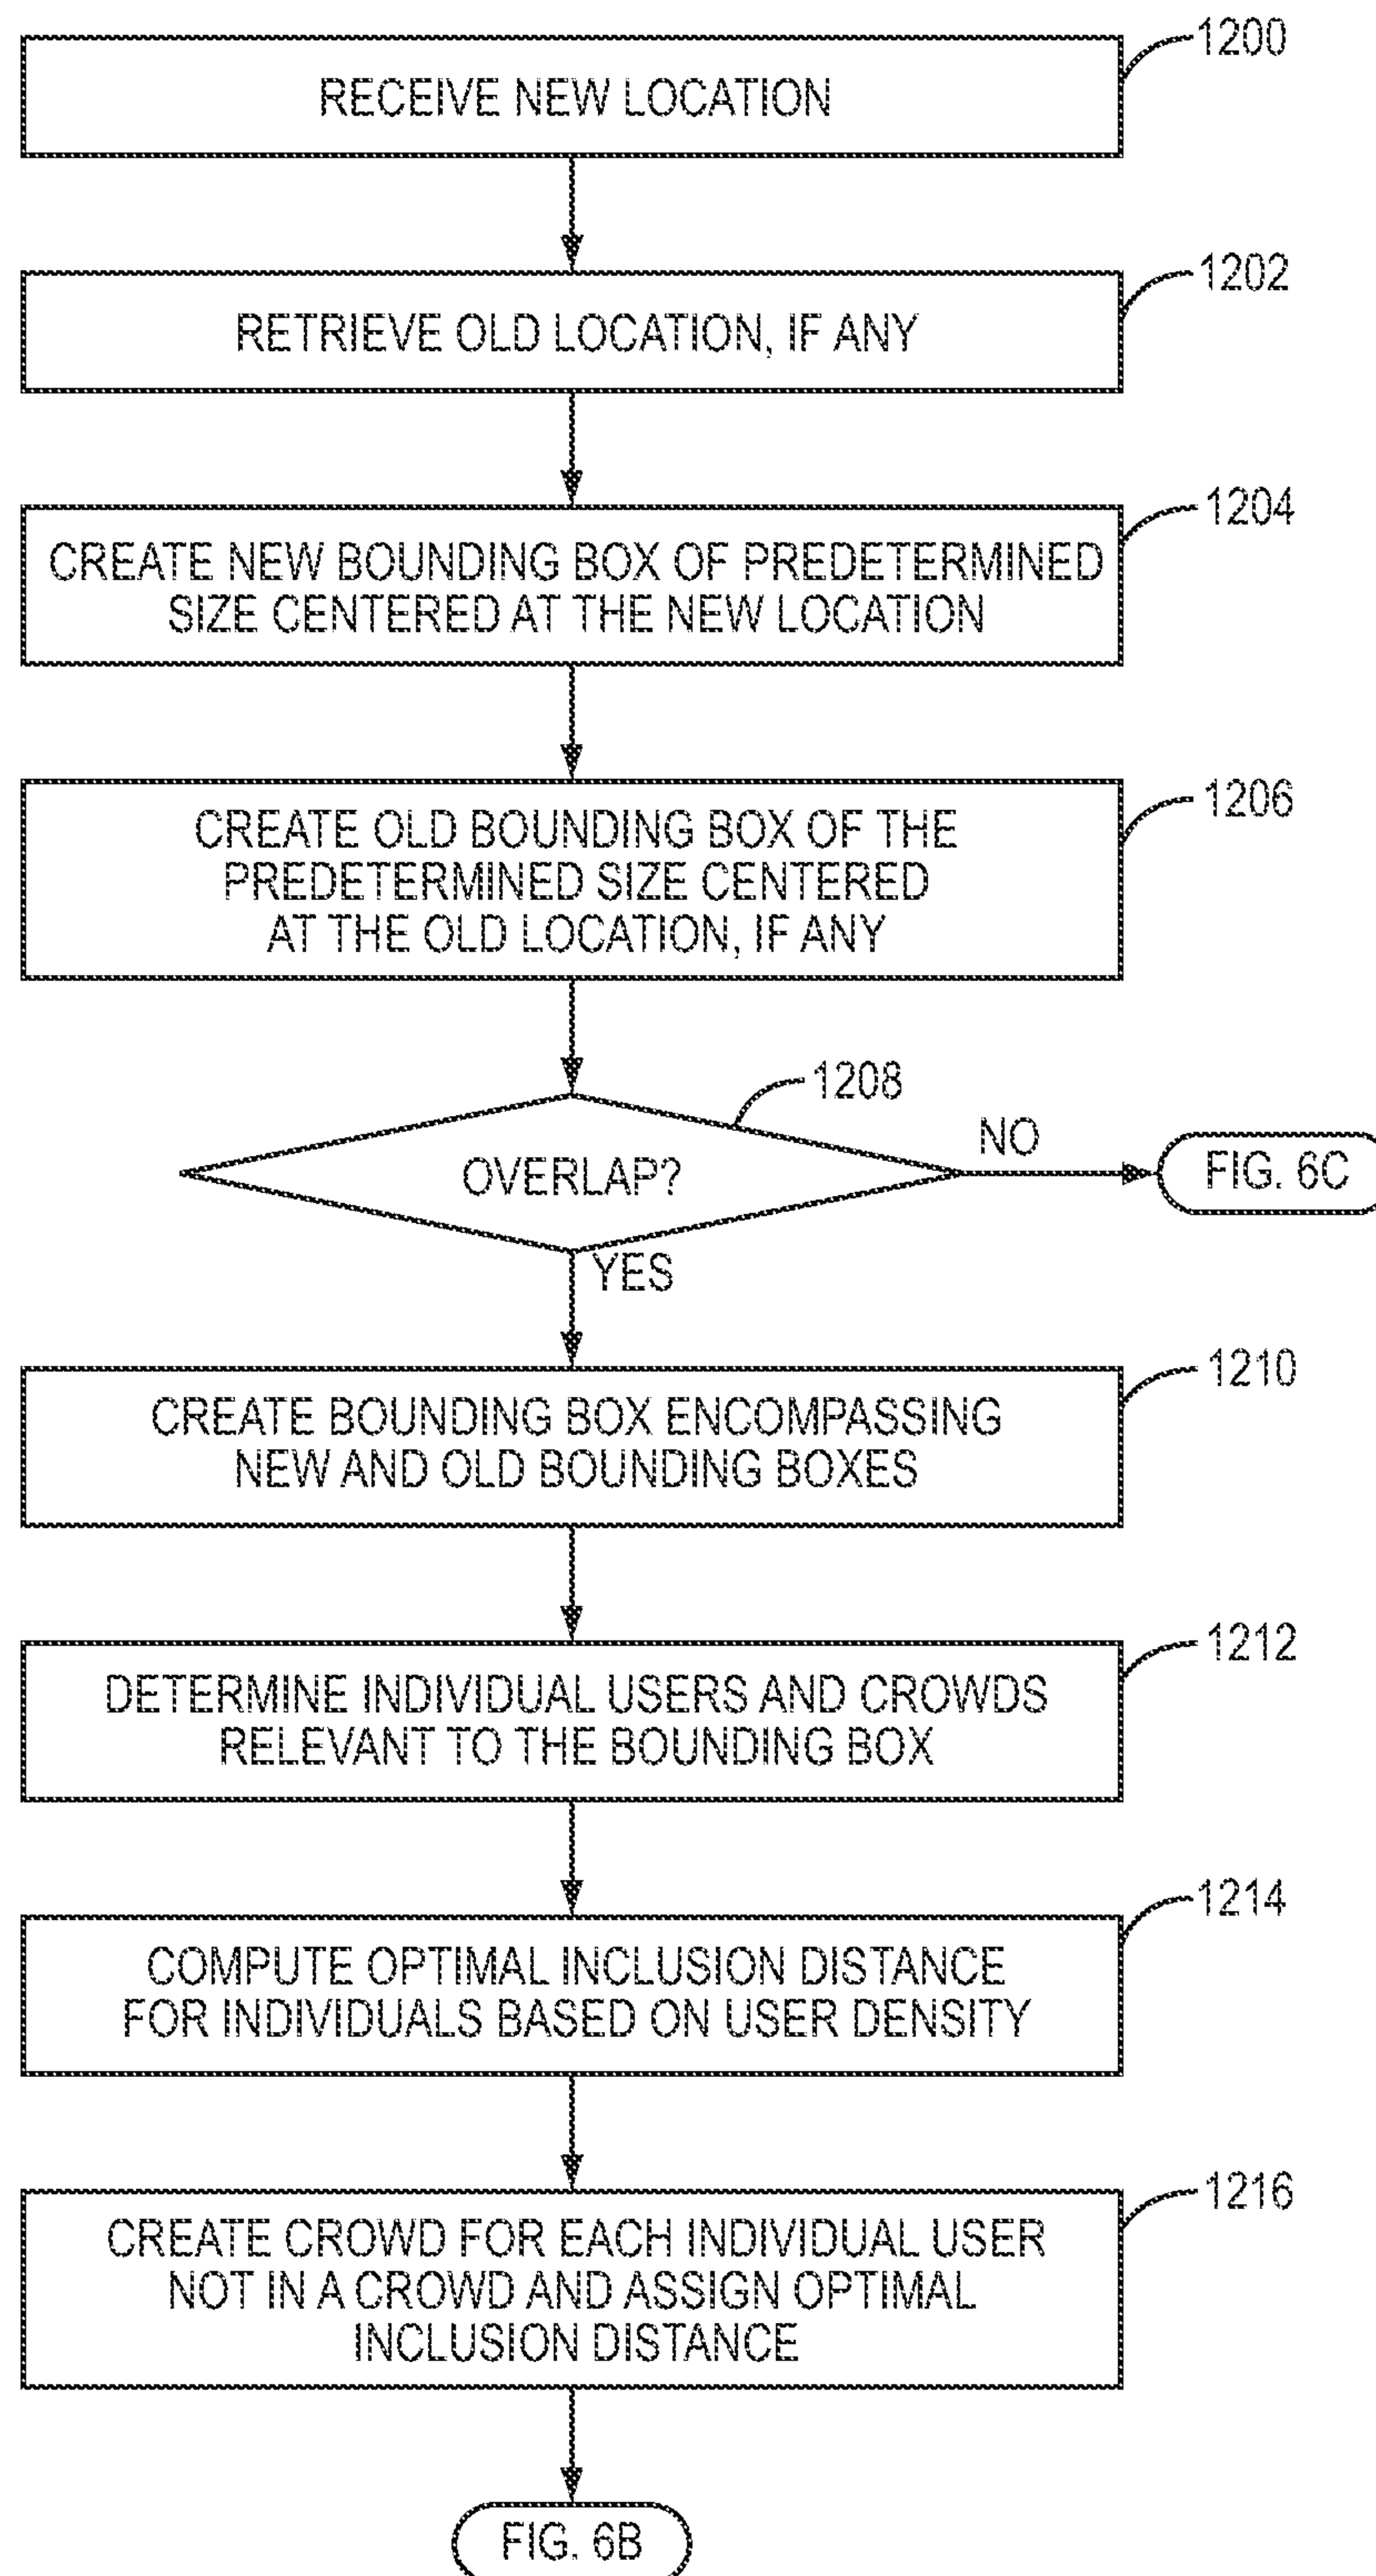 1200
RECEIVE NEW LOCATION
1202
RETRIEVE OLD LOCATION, IF ANY
1204
CREATE NEW BOUNDING BOX OF PREDETERMINED
SIZE CENTERED AT THE NEW LOCATION
1206
CREATE OLD BOUNDING BOX OF THE
PREDETERMINED SIZE CENTERED
AT THE OLD LOCATION, IF ANY
1208
OVERLAP?
NO
FIG. 6C
YES
1210
CREATE BOUNDING BOX ENCOMPASSING
NEW AND OLD BOUNDING BOXES
1212
DETERMINE INDIVIDUAL USERS AND CROWDS
RELEVANT TO THE BOUNDING BOX
1214
COMPUTE OPTIMAL INCLUSION DISTANCE
FOR INDIVIDUALS BASED ON USER DENSITY
1216
CREATE CROWD FOR EACH INDIVIDUAL USER
NOT IN A CROWD AND ASSIGN OPTIMAL
INCLUSION DISTANCE
FIG. 6B